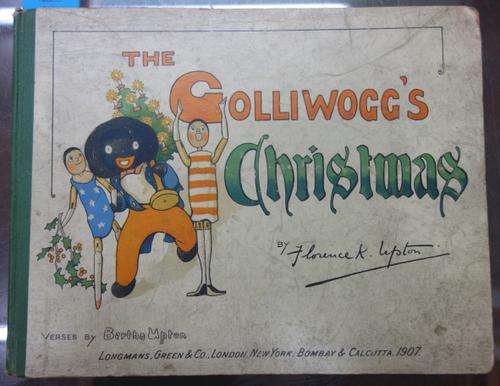 THE
GOLLIWOGG'S
Christmas
BY Florence K. Upton
VERSES BY Bertha Upton
LONGMANS, GREEN & CO., LONDON, NEW YORK, BOMBAY & CALCUTTA, 1907.